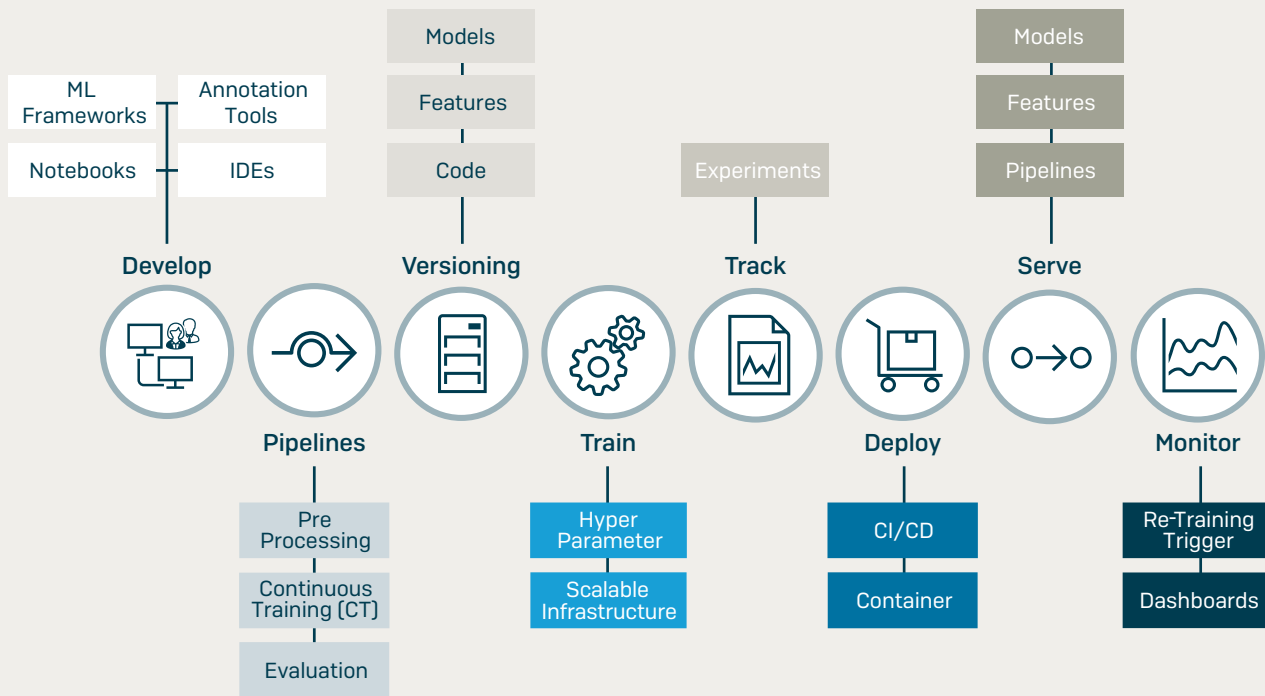 Models
Features
Code
ML
Frameworks
Annotation
Tools
Notebooks
IDEs
Experiments
Models
Features
Pipelines
Develop
Versioning
Track
Serve
Pipelines
Train
Deploy
Monitor
Pre
Processing
Continuous
Training (CT)
Evaluation
Hyper
Parameter
Scalable
Infrastructure
CI/CD
Container
Re-Training
Trigger
Dashboards